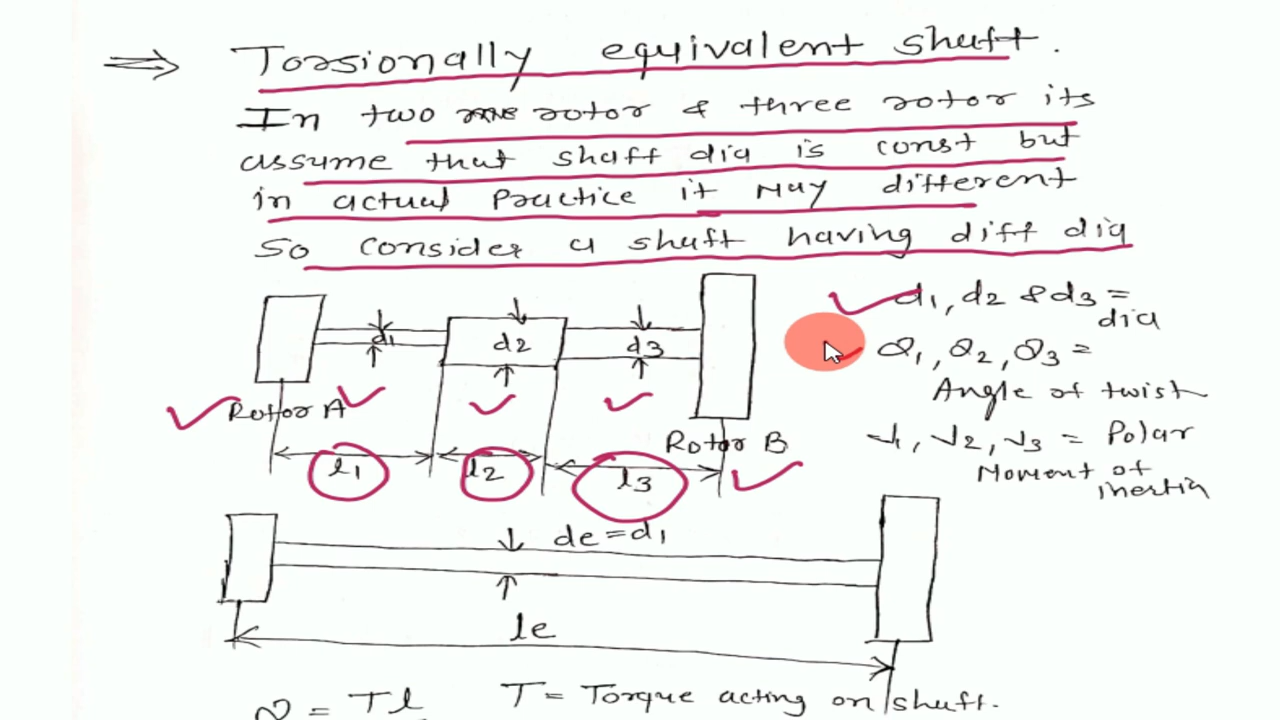 ⇒ Torsionally equivalent shaft.
In two rotor & three rotor its
assume that shaff dia is const but
in actual Practice it May different
So consider a shaft having diff dia
d1, d2 & d3 =
dia
d1
d2
d3
θ1, θ2, θ3 =
Angle of twist
Rotor A
Rotor B
J1, J2, J3 = Polar
Moment of
inertia
l1
l2
l3
de = d1
le
θ = Tl
T = Torque acting on shaft.